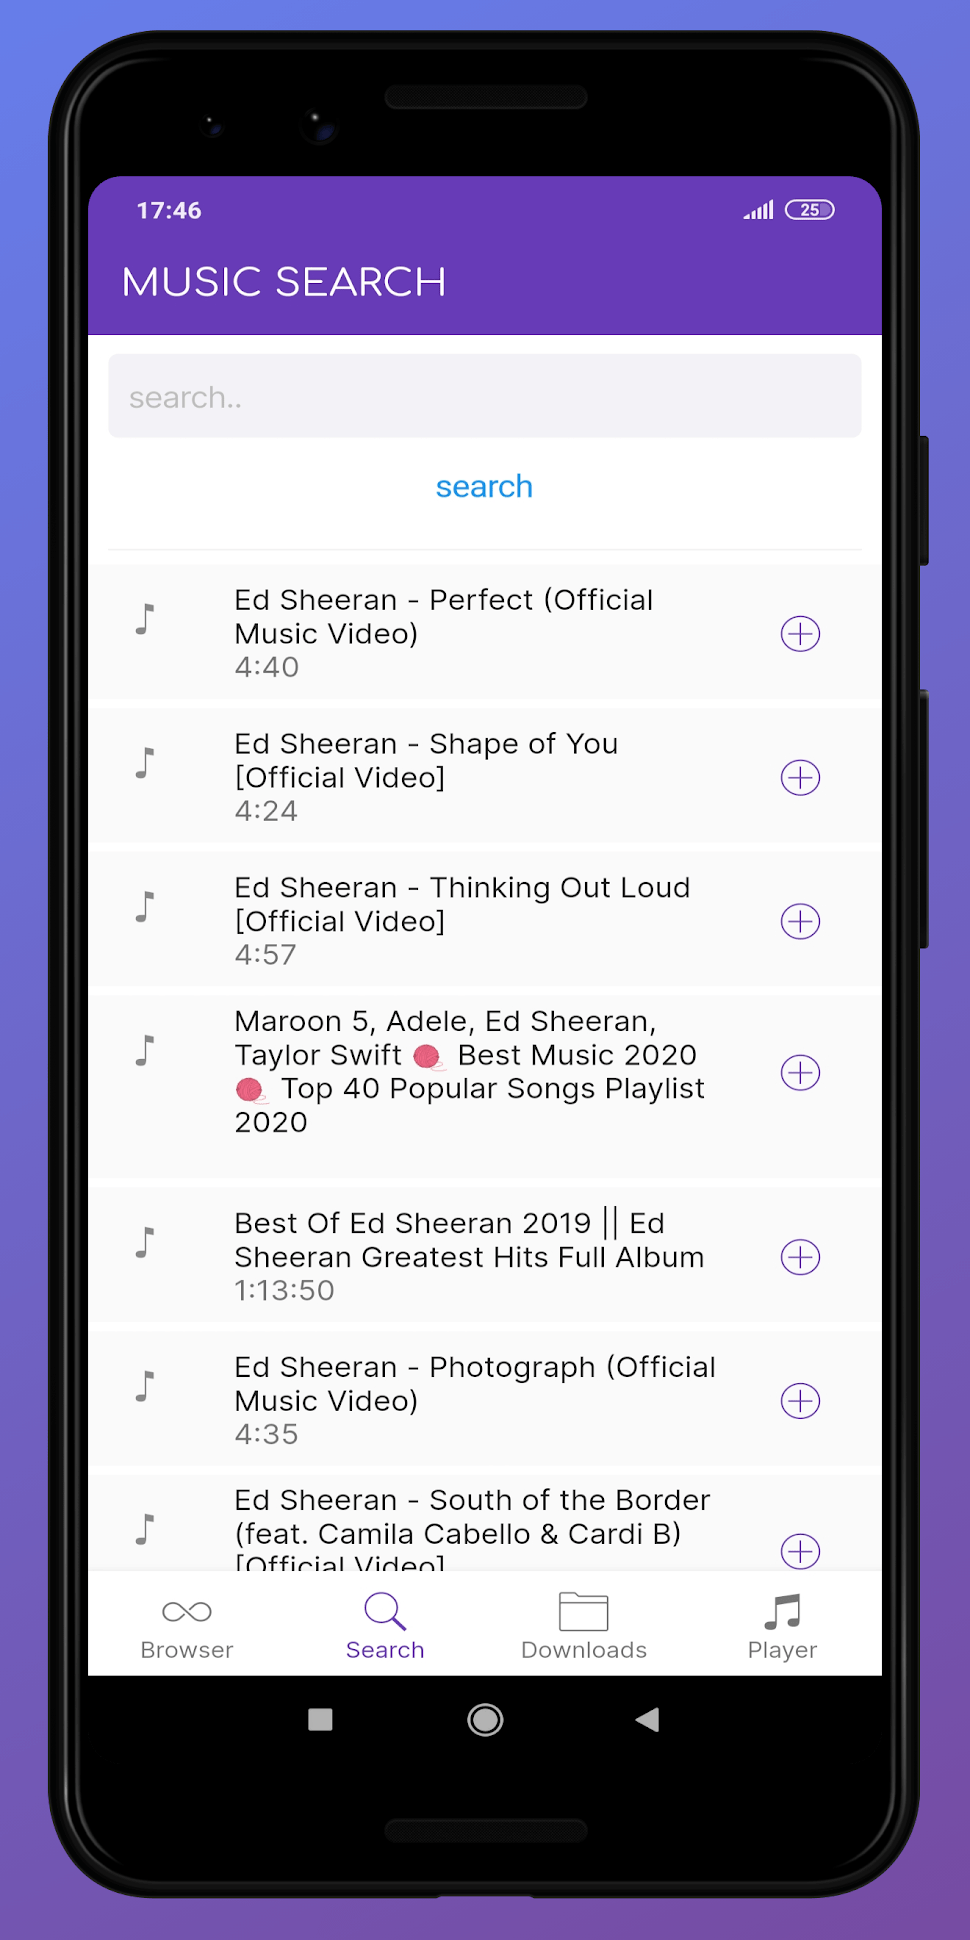 17:46
25
MUSIC SEARCH
search..
search
Ed Sheeran - Perfect (Official
Music Video)
4:40
Ed Sheeran - Shape of You
[Official Video]
4:24
Ed Sheeran - Thinking Out Loud
[Official Video]
4:57
Maroon 5, Adele, Ed Sheeran,
Taylor Swift 🧶 Best Music 2020
🧶 Top 40 Popular Songs Playlist
2020
Best Of Ed Sheeran 2019 || Ed
Sheeran Greatest Hits Full Album
1:13:50
Ed Sheeran - Photograph (Official
Music Video)
4:35
Ed Sheeran - South of the Border
(feat. Camila Cabello & Cardi B)
[Official Video]
Browser
Search
Downloads
Player